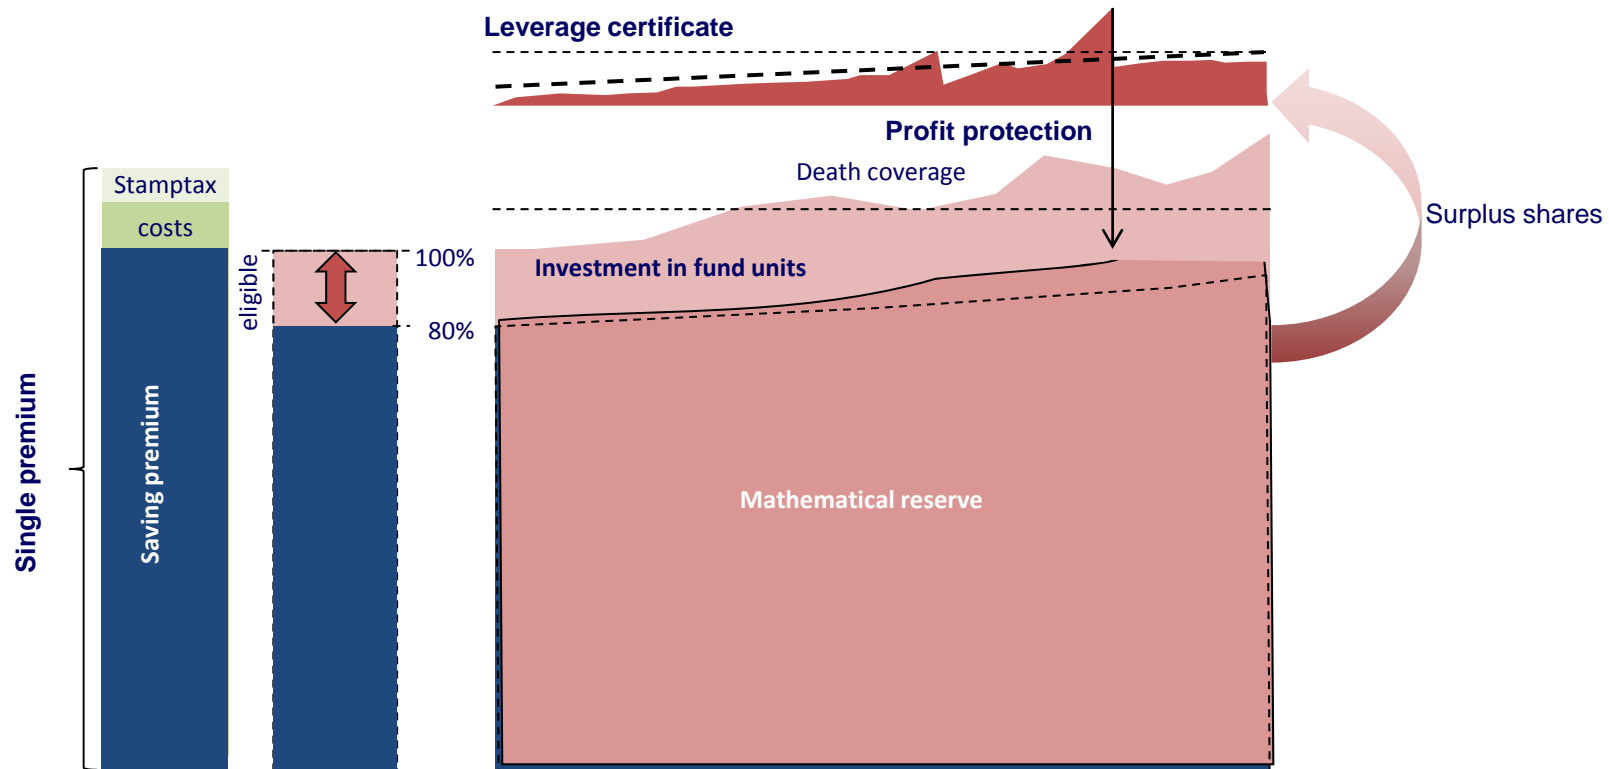 Leverage certificate
Profit protection
Death coverage
Stamptax
costs
Surplus shares
100%
Investment in fund units
eligible
80%
Single premium
Saving premium
Mathematical reserve